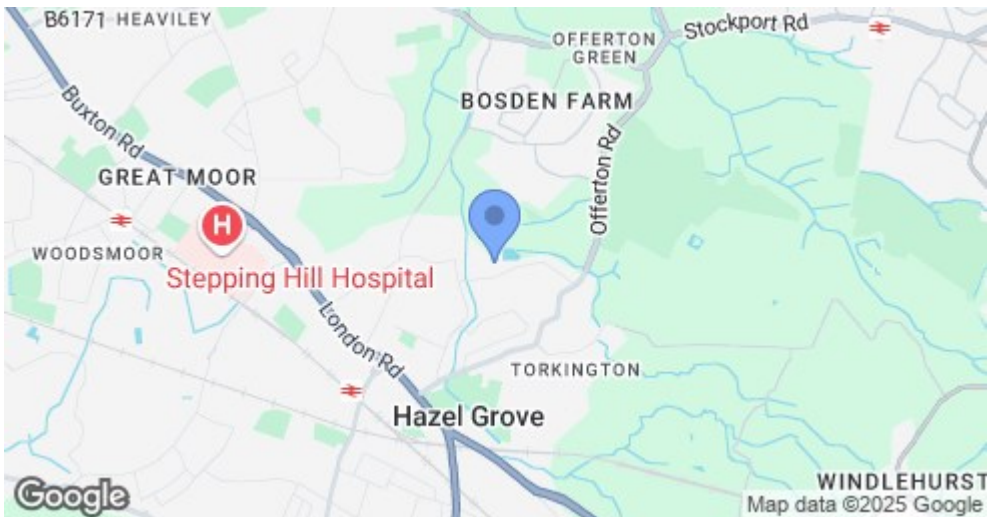 B6171
HEAVILEY
Stockport Rd
OFFERTON
GREEN
BOSDEN FARM
Buxton Rd
Offerton Rd
GREAT MOOR
H
WOODSMOOR
Stepping Hill Hospital
London Rd
TORKINGTON
Hazel Grove
WINDLEHURST
Google
Map data ©2025 Google